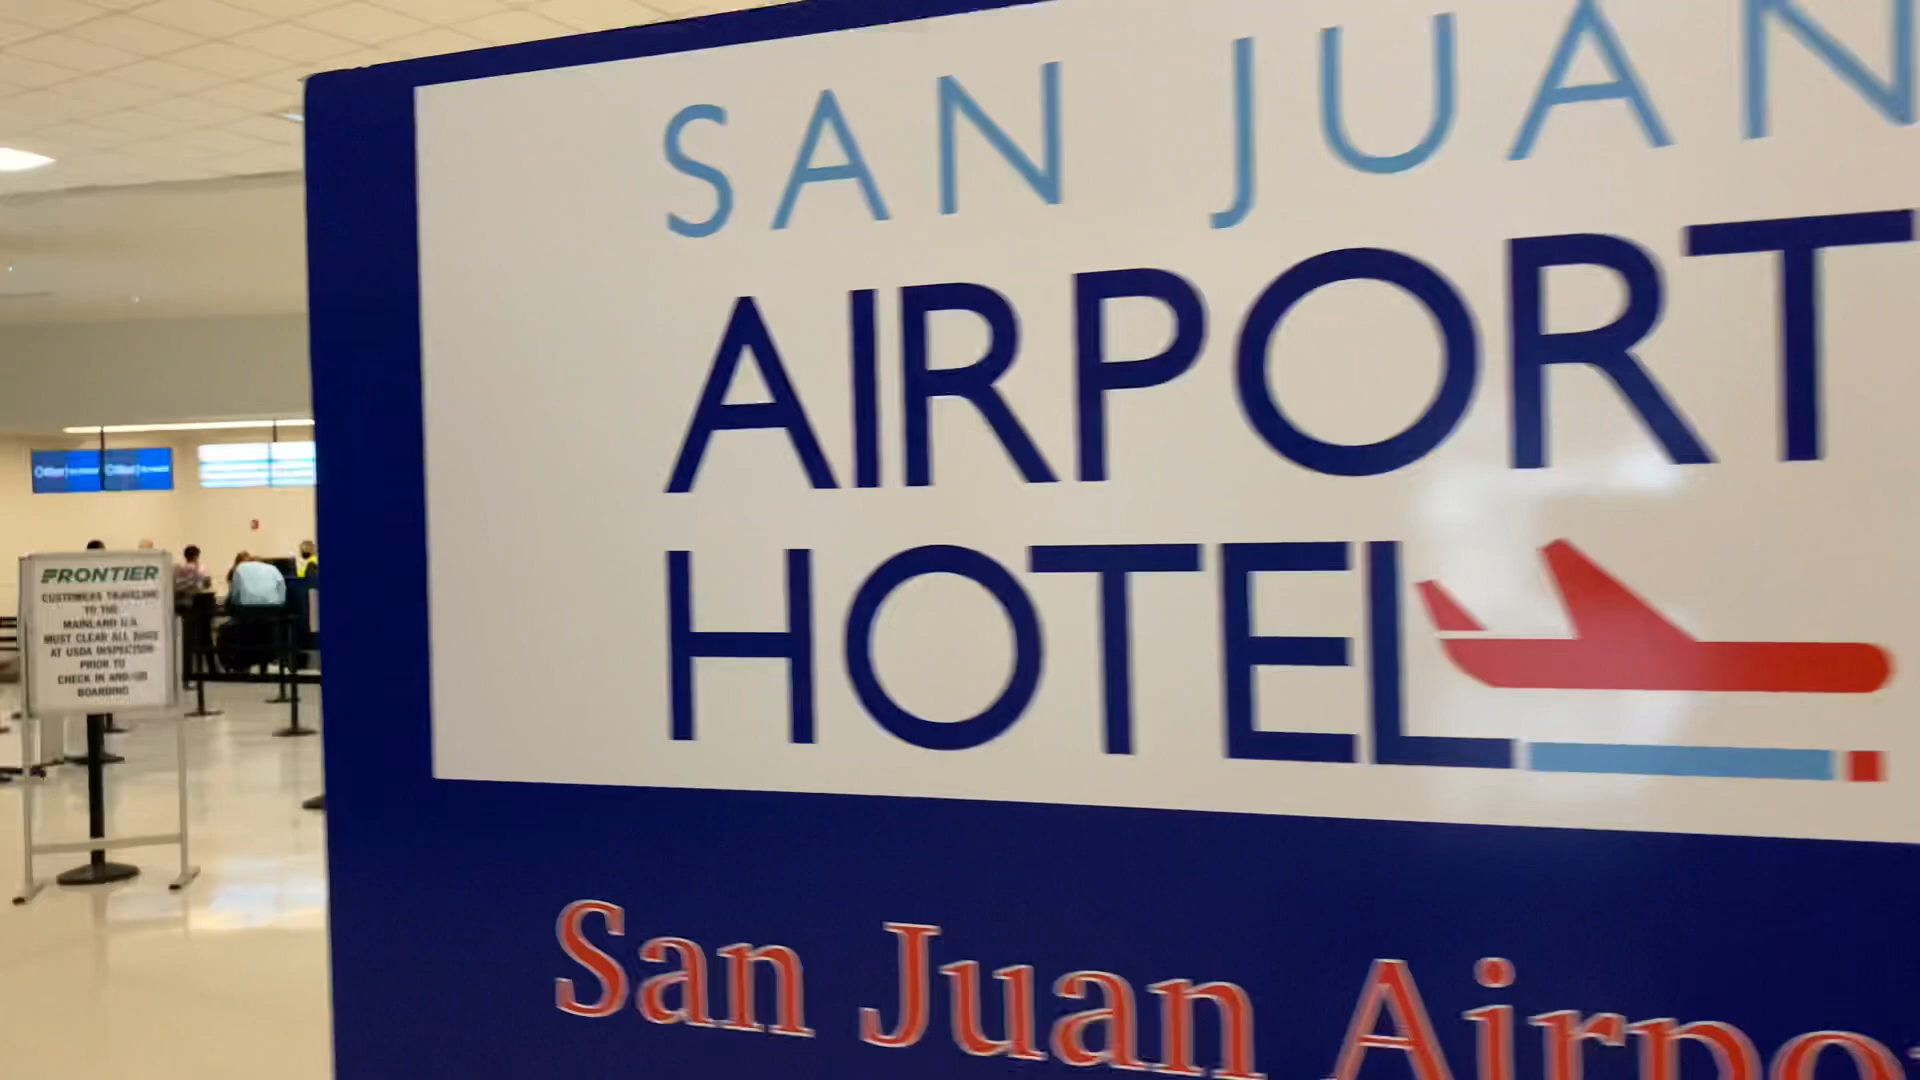 SAN JUAN
AIRPORT
HOTEL
San Juan Airpo
FRONTIER
CUSTOMERS TRAVELING
TO THE
MAINLAND U.S.
MUST CLEAR ALL BAGS
AT USDA INSPECTION
PRIOR TO
CHECK IN AND/OR
BOARDING